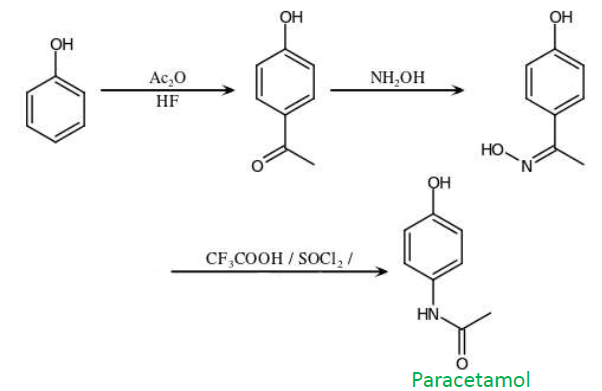 OH
OH
OH
Ac₂O
HF
NH₂OH
O
HO
N
OH
CF₃COOH / SOCl₂ /
HN
O
Paracetamol